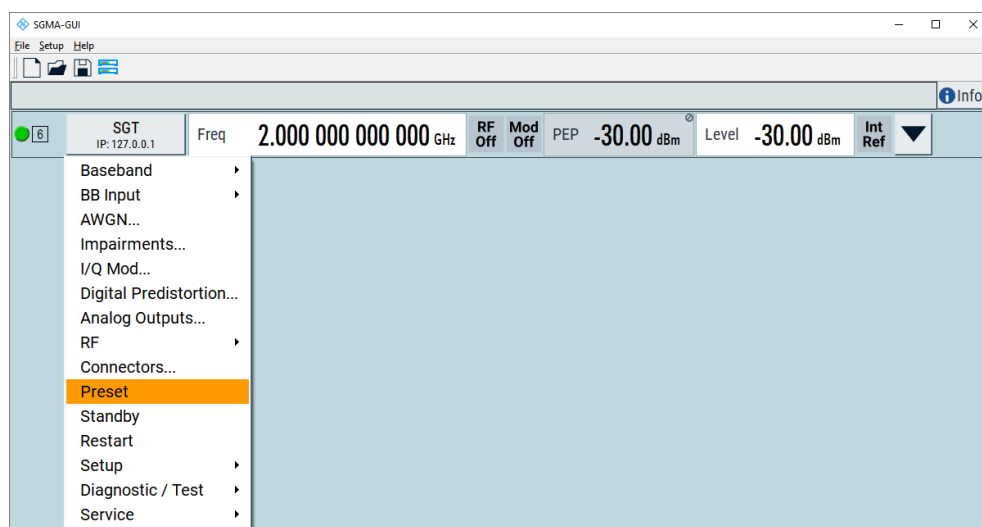 SGMA-GUI
File Setup Help
Info
6 SGT Freq 2.000 000 000 000 GHz RF Mod PEP -30.00 dBm Level -30.00 dBm Int
IP: 127.0.0.1 Off Off Ref
Baseband
BB Input
AWGN...
Impairments...
I/Q Mod...
Digital Predistortion...
Analog Outputs...
RF
Connectors...
Preset
Standby
Restart
Setup
Diagnostic / Test
Service